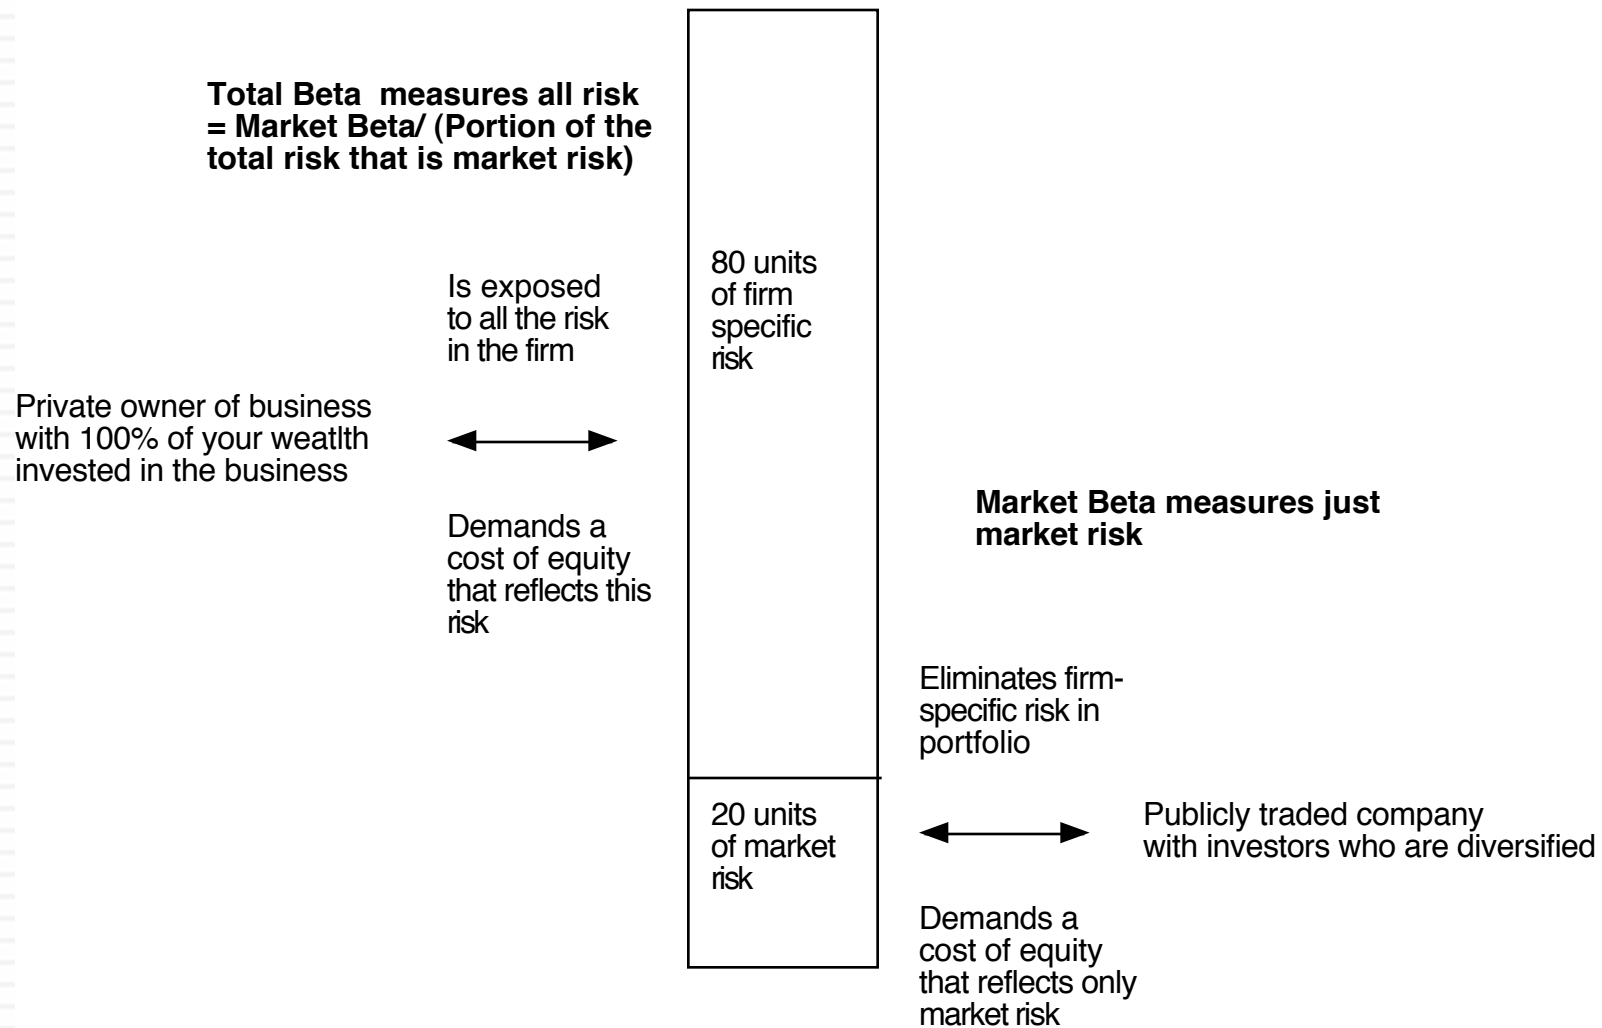 Total Beta  measures all risk
= Market Beta/ (Portion of the
total risk that is market risk)
80 units
of firm
specific
risk
Is exposed
to all the risk
in the firm
Private owner of business
with 100% of your weatlth
invested in the business
Demands a
cost of equity
that reflects this
risk
Market Beta measures just
market risk
Eliminates firm-
specific risk in
portfolio
20 units
of market
risk
Publicly traded company
with investors who are diversified
Demands a
cost of equity
that reflects only
market risk